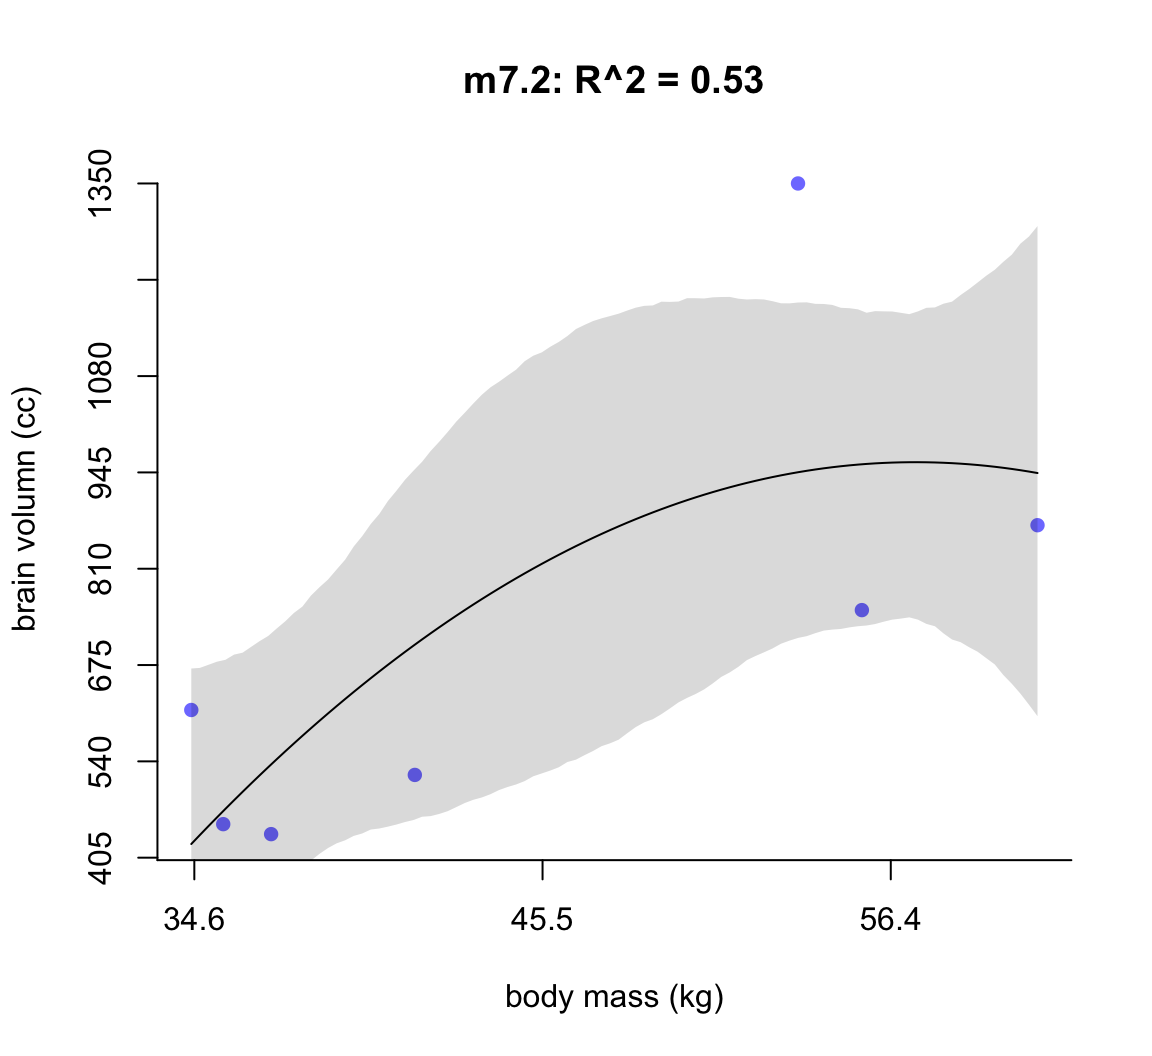 m7.2: R^2 = 0.53
1350
1080
945
810
675
540
405
brain volumn (cc)
34.6 45.5 56.4
body mass (kg)